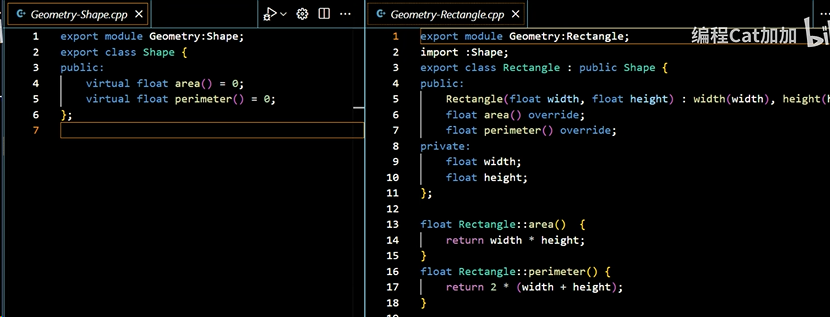 Geometry-Shape.cpp
1 export module Geometry:Shape;
2 export class Shape {
3 public:
4 virtual float area() = 0;
5 virtual float perimeter() = 0;
6 };
7
Geometry-Rectangle.cpp
编程Cat加加
1 export module Geometry:Rectangle;
2 import :Shape;
3 export class Rectangle : public Shape {
4 public:
5 Rectangle(float width, float height) : width(width), height(
6 float area() override;
7 float perimeter() override;
8 private:
9 float width;
10 float height;
11 };
12
13 float Rectangle::area() {
14 return width * height;
15 }
16 float Rectangle::perimeter() {
17 return 2 * (width + height);
18 }